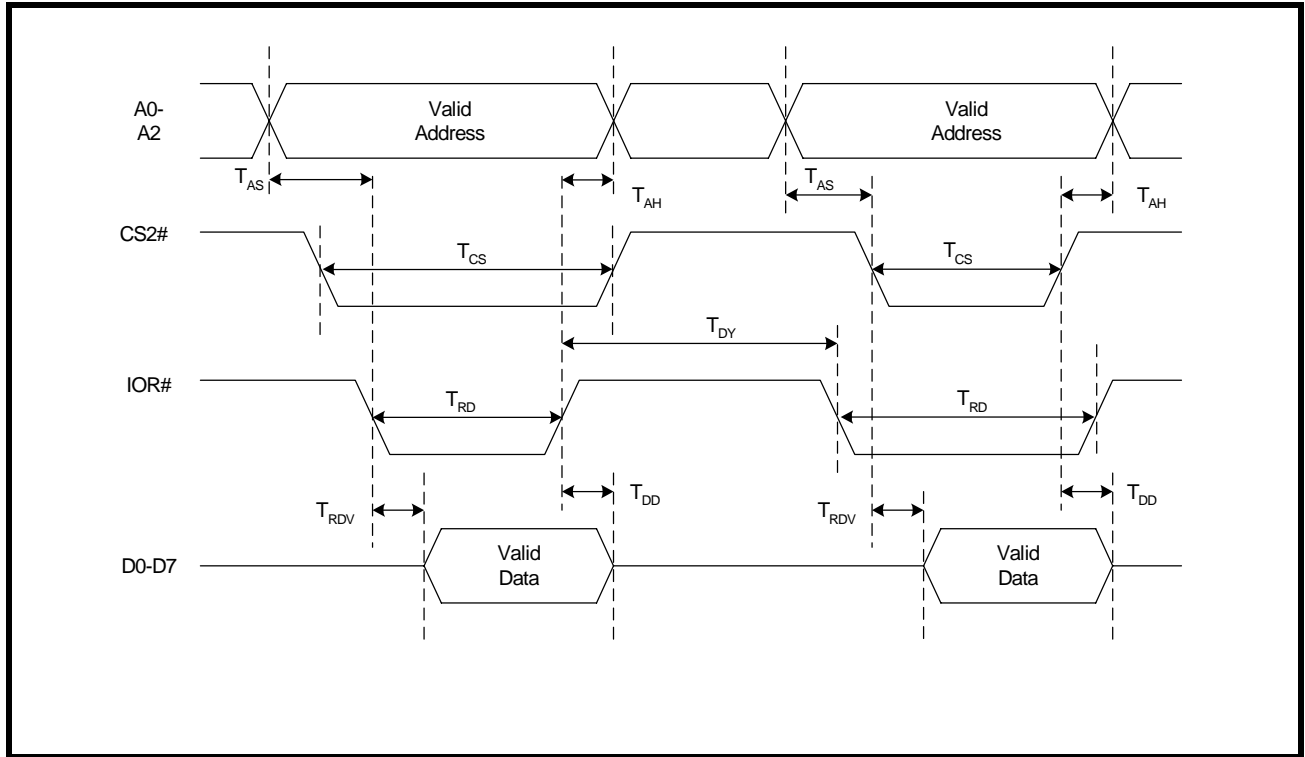 A0-
A2
Valid
Address
Valid
Address
TAS
TAH
TAS
TAH
CS2#
TCS
TCS
TDY
IOR#
TRD
TRD
TRDV
TDD
TRDV
TDD
D0-D7
Valid
Data
Valid
Data